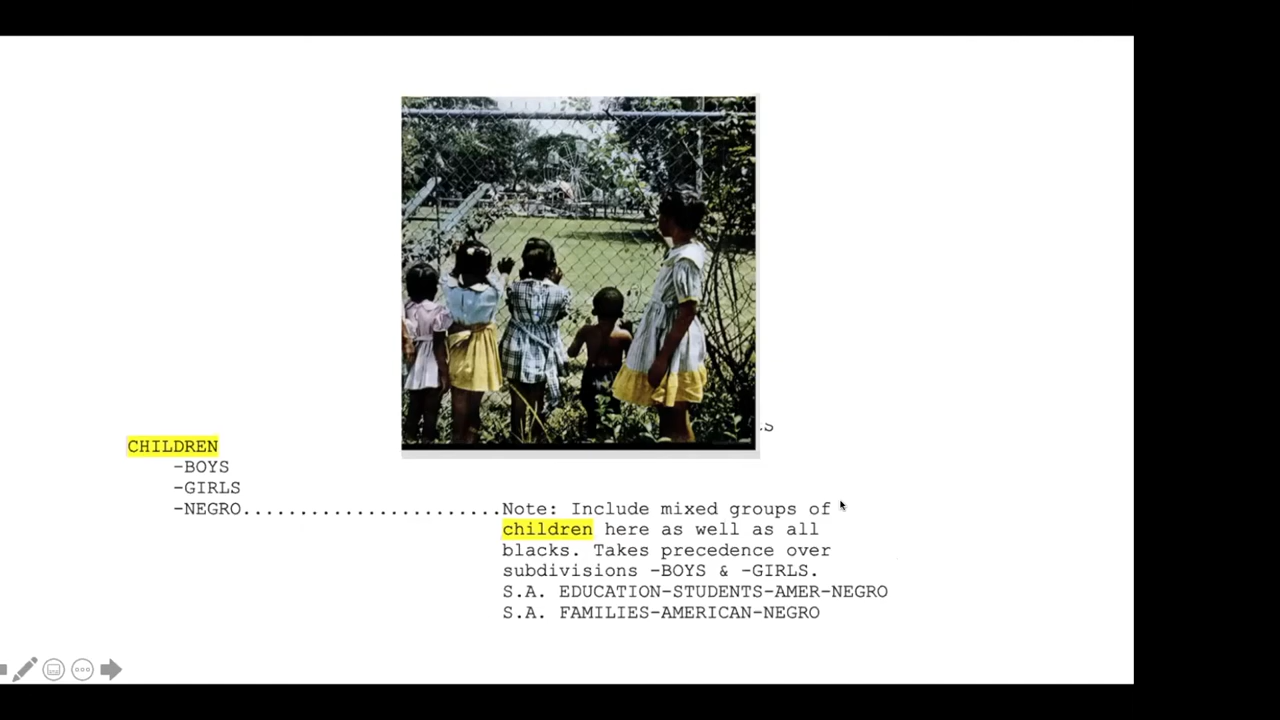 CHILDREN
-BOYS
-GIRLS
-NEGRO.......................Note: Include mixed groups of
children here as well as all
blacks. Takes precedence over
subdivisions -BOYS & -GIRLS.
S.A. EDUCATION-STUDENTS-AMER-NEGRO
S.A. FAMILIES-AMERICAN-NEGRO